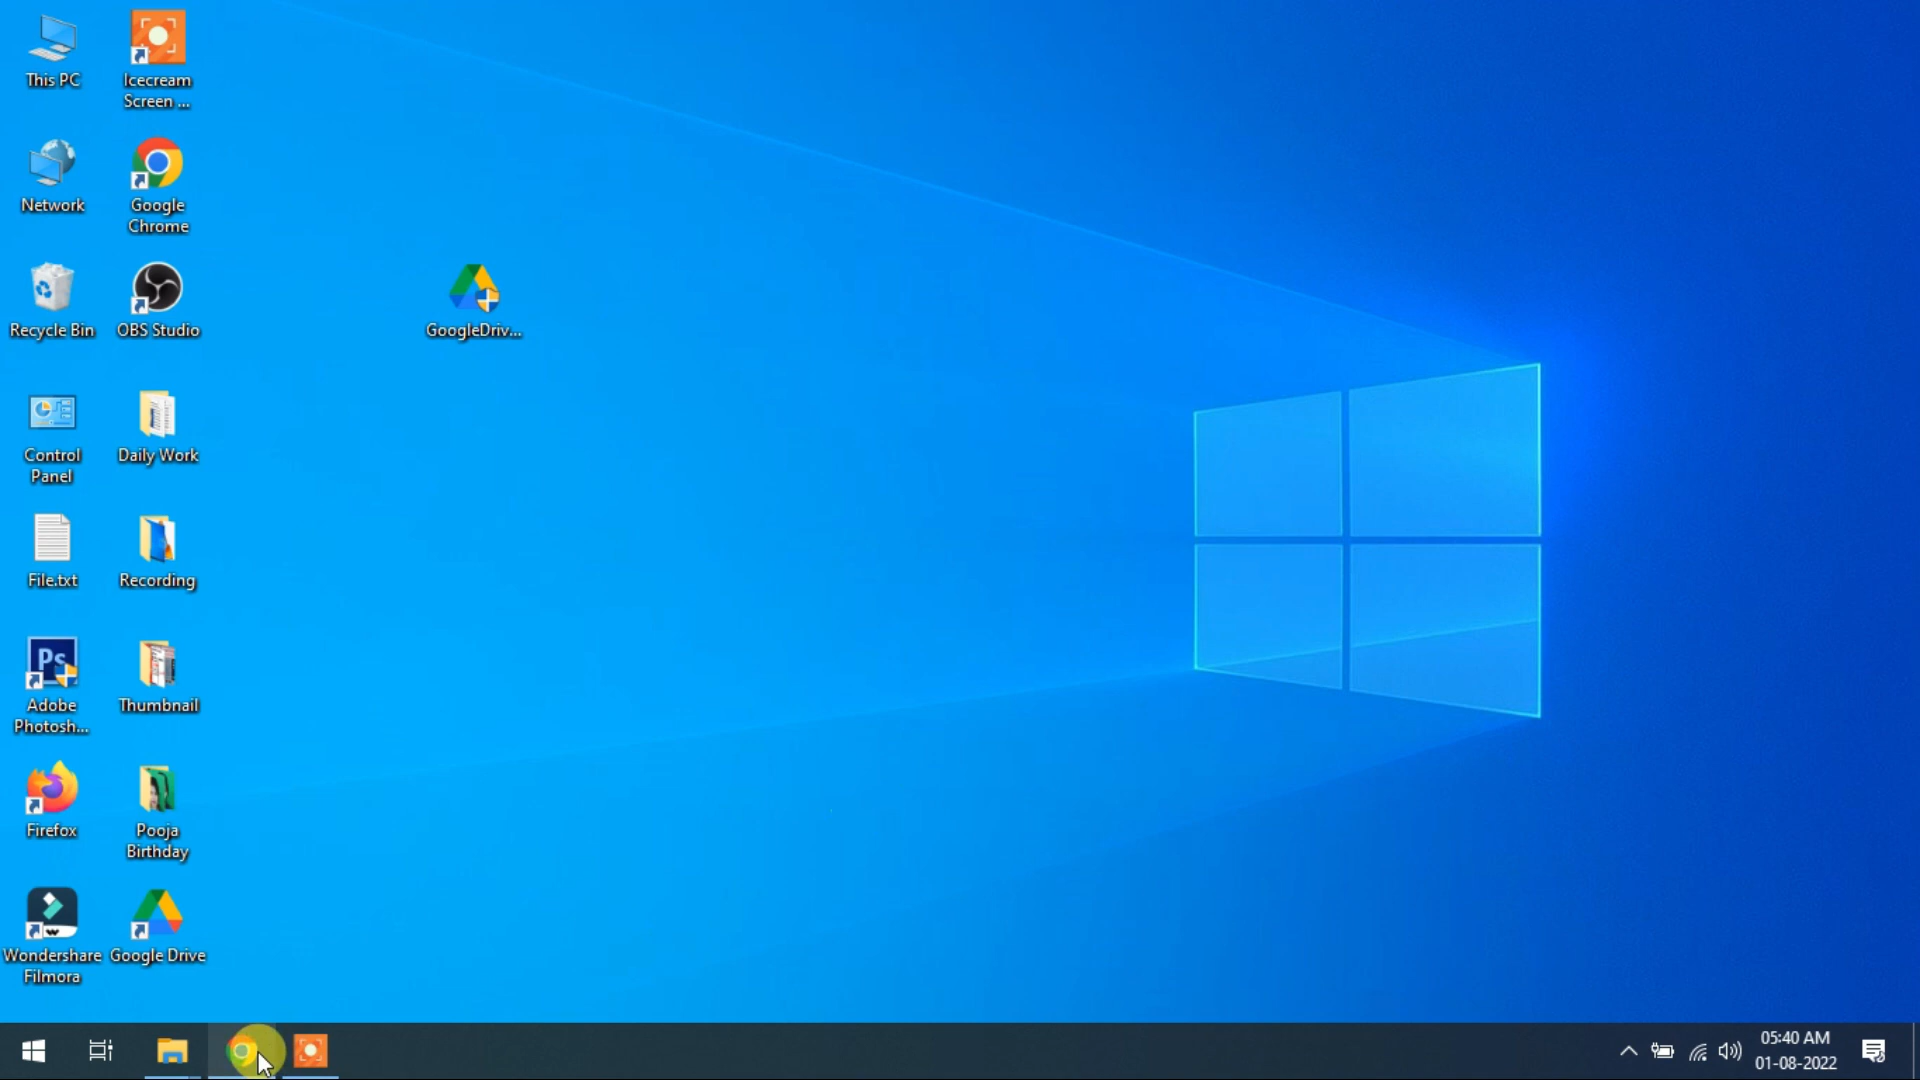 This PC
Icecream
Screen ...
Network
Google
Chrome
Recycle Bin
OBS Studio
GoogleDriv...
Control
Panel
Daily Work
File.txt
Recording
Ps
Adobe
Photosh...
Thumbnail
Firefox
Pooja
Birthday
Wondershare
Filmora
Google Drive
05:40 AM
01-08-2022